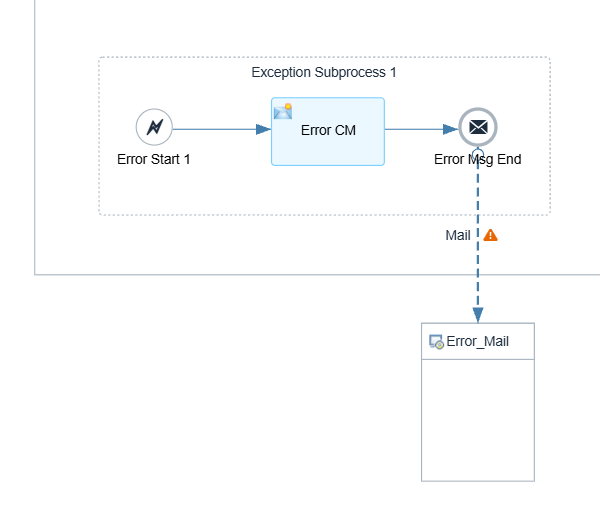 Exception Subprocess 1
Error CM
Error Start 1
Error Msg End
Mail
Error_Mail